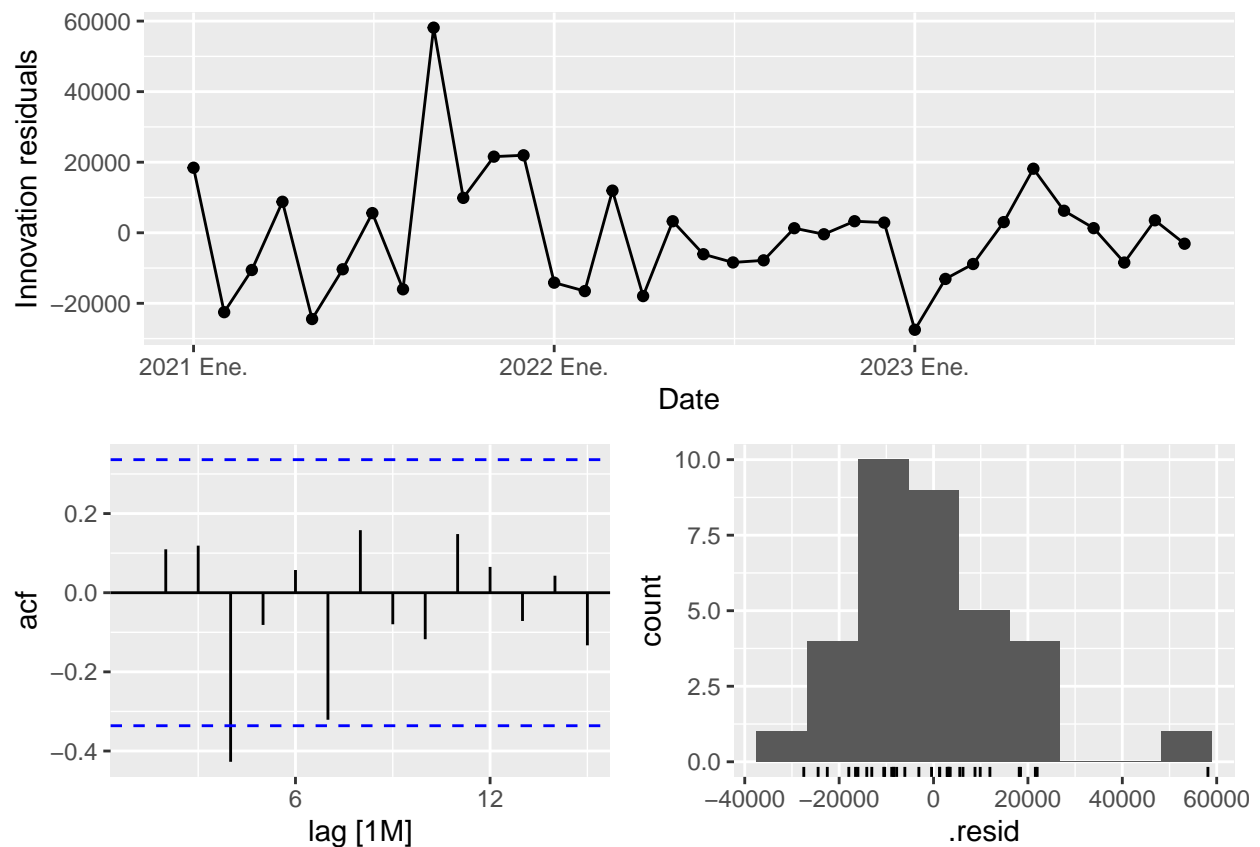 60000
40000
20000
0
−20000
Innovation residuals
2021 Ene.
2022 Ene.
2023 Ene.
Date
0.2
0.0
−0.2
−0.4
acf
6
12
lag [1M]
10.0
7.5
5.0
2.5
0.0
count
−40000
−20000
0
20000
40000
60000
.resid